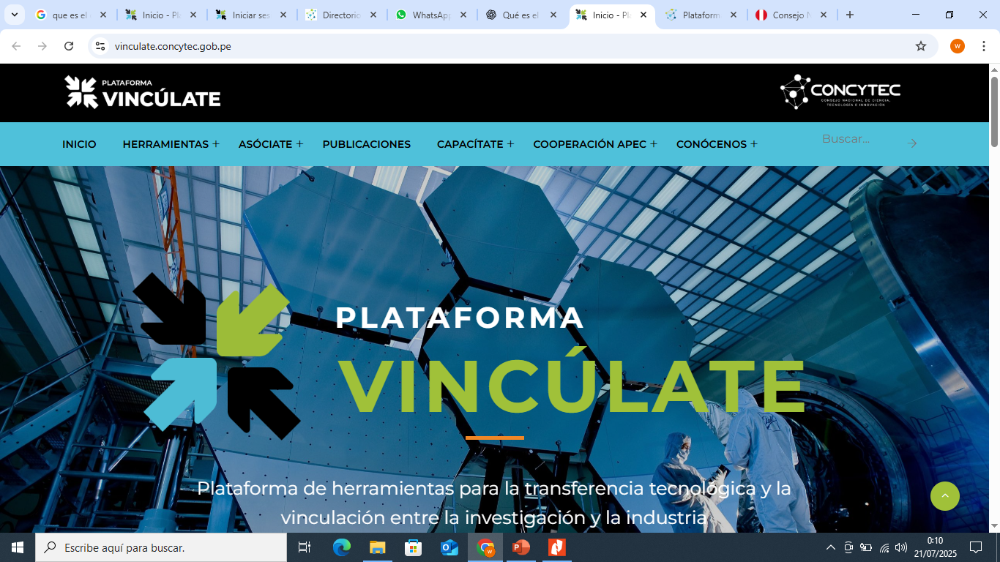 que es el
Inicio - Pl
Iniciar ses
Directorio
WhatsApp
Qué es el
Inicio - Pl
Plataform
Consejo N
vinculate.concytec.gob.pe
W
PLATAFORMA
VINCÚLATE
CONCYTEC
CONSEJO NACIONAL DE CIENCIA,
TECNOLOGÍA E INNOVACIÓN
INICIO
HERRAMIENTAS +
ASÓCIATE +
PUBLICACIONES
CAPACÍTATE +
COOPERACIÓN APEC +
CONÓCENOS +
Buscar...
PLATAFORMA
VINCÚLATE
Plataforma de herramientas para la transferencia tecnológica y la
vinculación entre la investigación y la industria
Escribe aquí para buscar.
0:10
21/07/2025